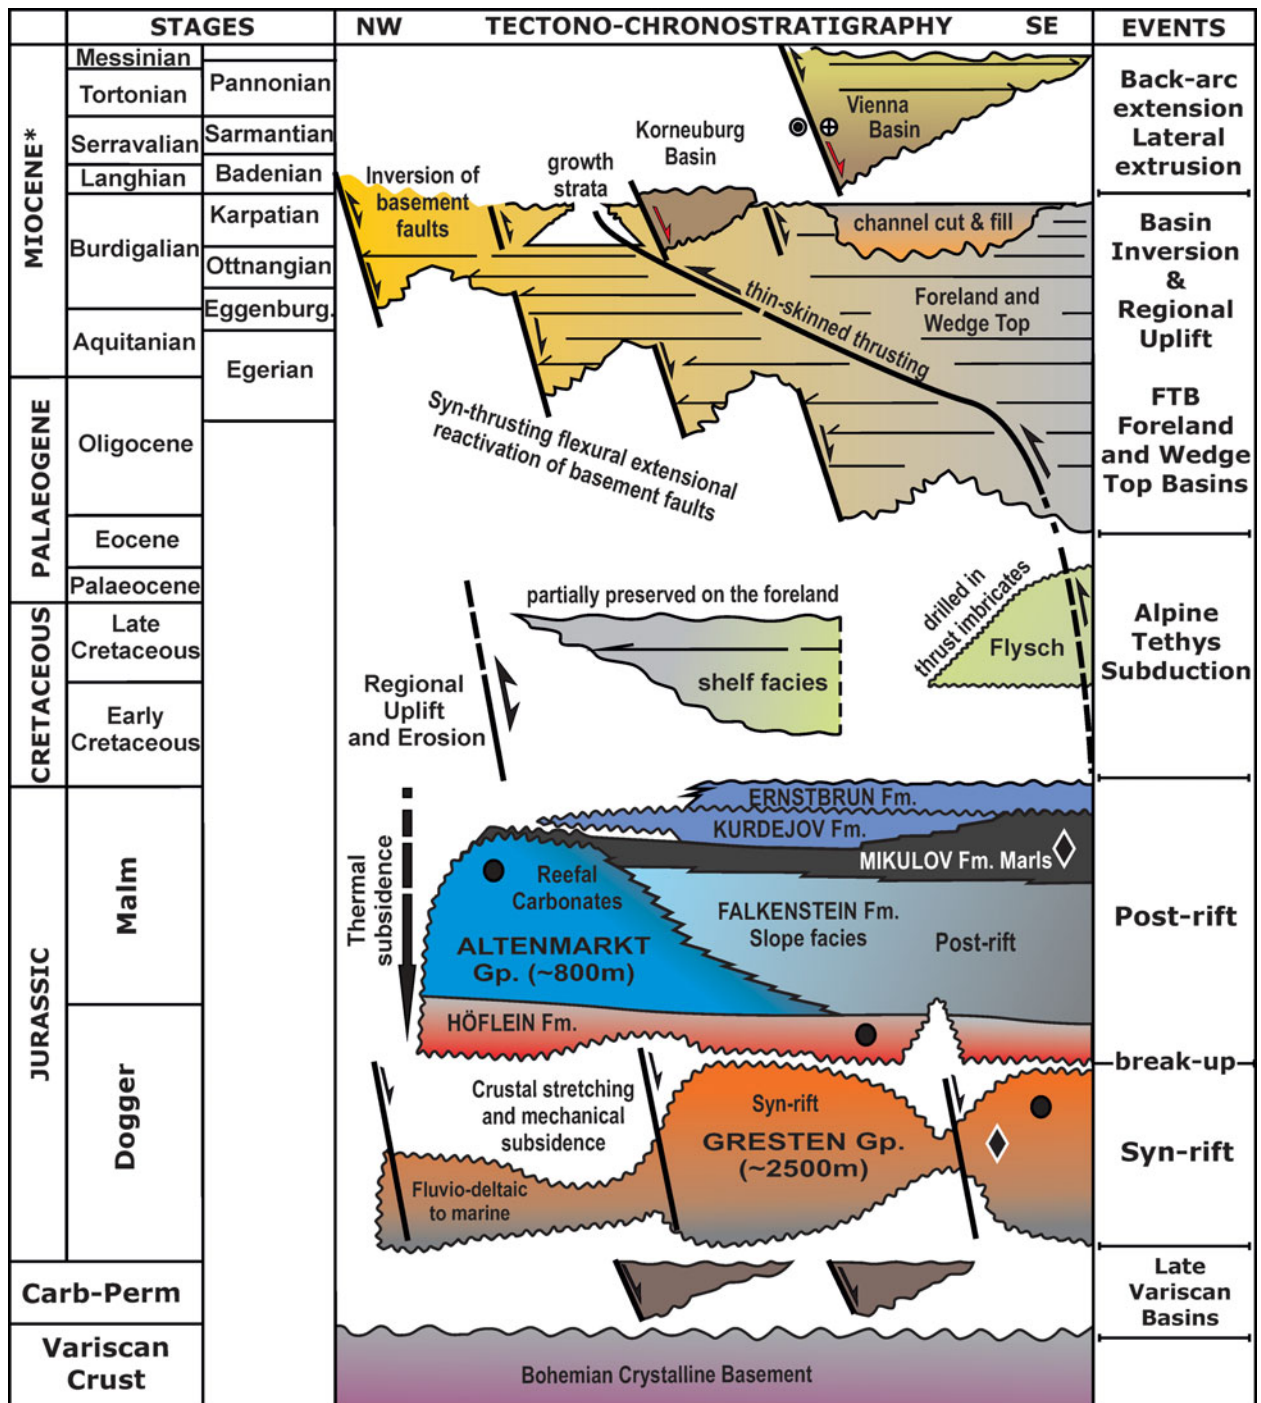 STAGES
NW
TECTONO-CHRONOSTRATIGRAPHY
SE
EVENTS
MIOCENE*
Messinian
Tortonian
Serravalian
Langhian
Burdigalian
Aquitanian
Pannonian
Sarmantian
Badenian
Karpatian
Ottnangian
Eggenburg.
Egerian
PALAEOGENE
Oligocene
Eocene
Palaeocene
CRETACEOUS
Late
Cretaceous
Early
Cretaceous
JURASSIC
Malm
Dogger
Carb-Perm
Variscan
Crust
Vienna
Basin
Korneuburg
Basin
growth
strata
Inversion of
basement
faults
channel cut & fill
Foreland and
Wedge Top
thin-skinned thrusting
Syn-thrusting flexural extensional
reactivation of basement faults
partially preserved on the foreland
shelf facies
drilled in
thrust imbricates
Flysch
Regional
Uplift
and Erosion
Thermal
subsidence
ERNSTBRUN Fm.
KURDEJOV Fm.
MIKULOV Fm. Marls
Reefal
Carbonates
ALTENMARKT
Gp. (~800m)
FALKENSTEIN Fm.
Slope facies
Post-rift
HÖFLEIN Fm.
Crustal stretching
and mechanical
subsidence
Syn-rift
GRESTEN Gp.
(~2500m)
Fluvio-deltaic
to marine
Bohemian Crystalline Basement
Back-arc
extension
Lateral
extrusion
Basin
Inversion
&
Regional
Uplift
FTB
Foreland
and Wedge
Top Basins
Alpine
Tethys
Subduction
Post-rift
break-up
Syn-rift
Late
Variscan
Basins